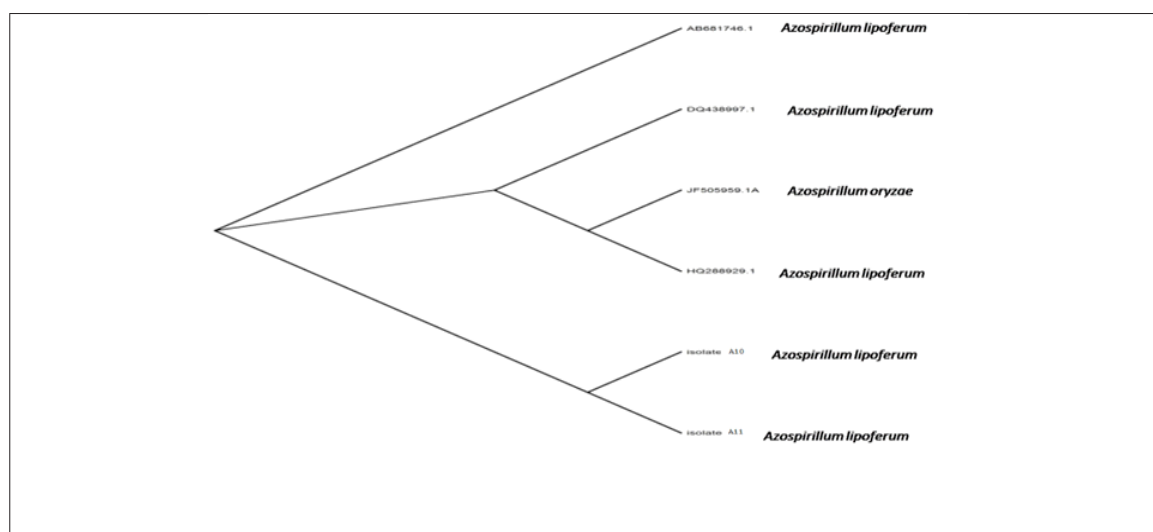 AB681746.1 Azospirillum lipoferum
DQ438997.1 Azospirillum lipoferum
JF505959.1A Azospirillum oryzae
HQ288929.1 Azospirillum lipoferum
isolate A10 Azospirillum lipoferum
isolate A11 Azospirillum lipoferum